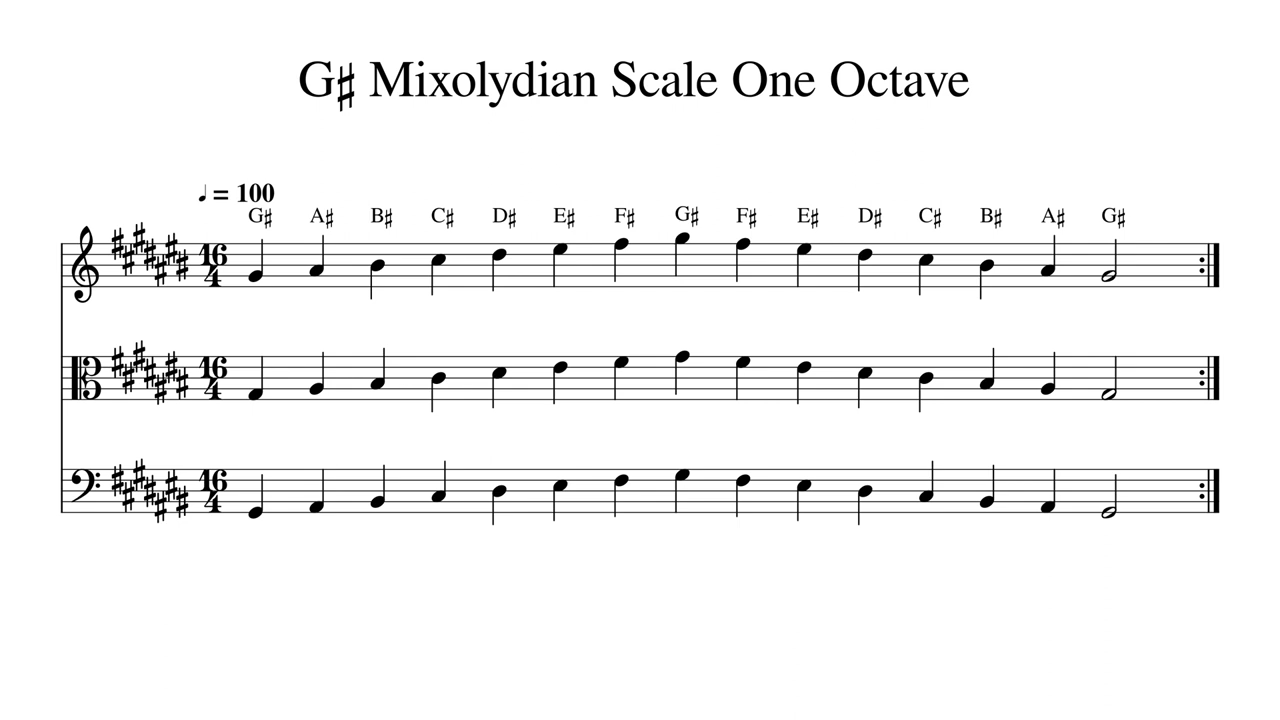 G♯ Mixolydian Scale One Octave
♩ = 100
G♯ A♯ B♯ C♯ D♯ E♯ F♯ G♯ F♯ E♯ D♯ C♯ B♯ A♯ G♯
16
4
16
4
16
4